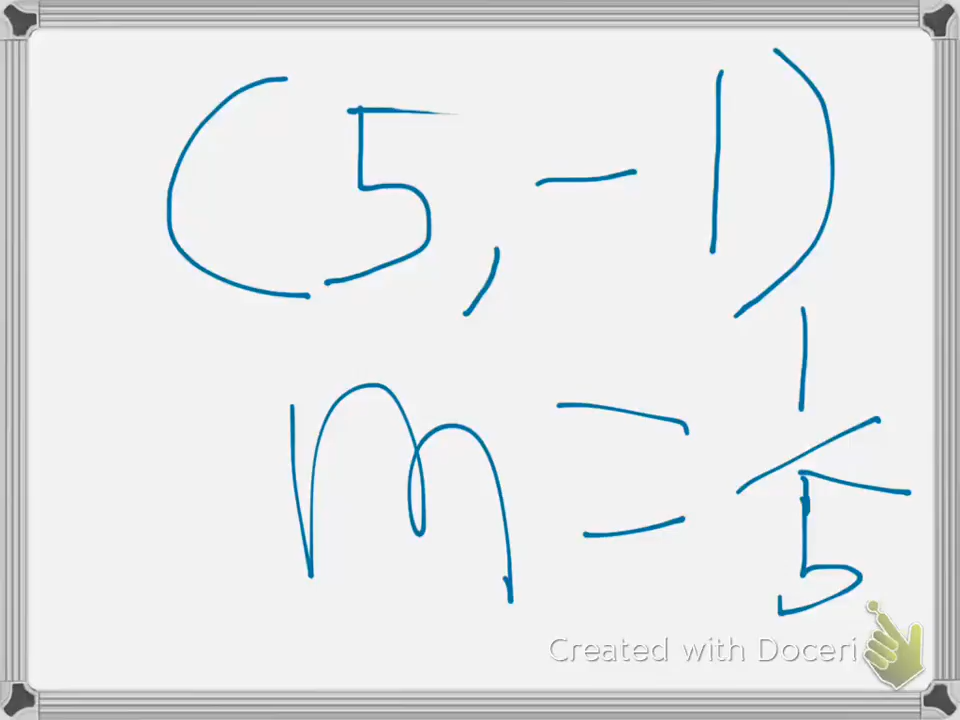 (5, -1)
m = 1/5
Created with Doceri